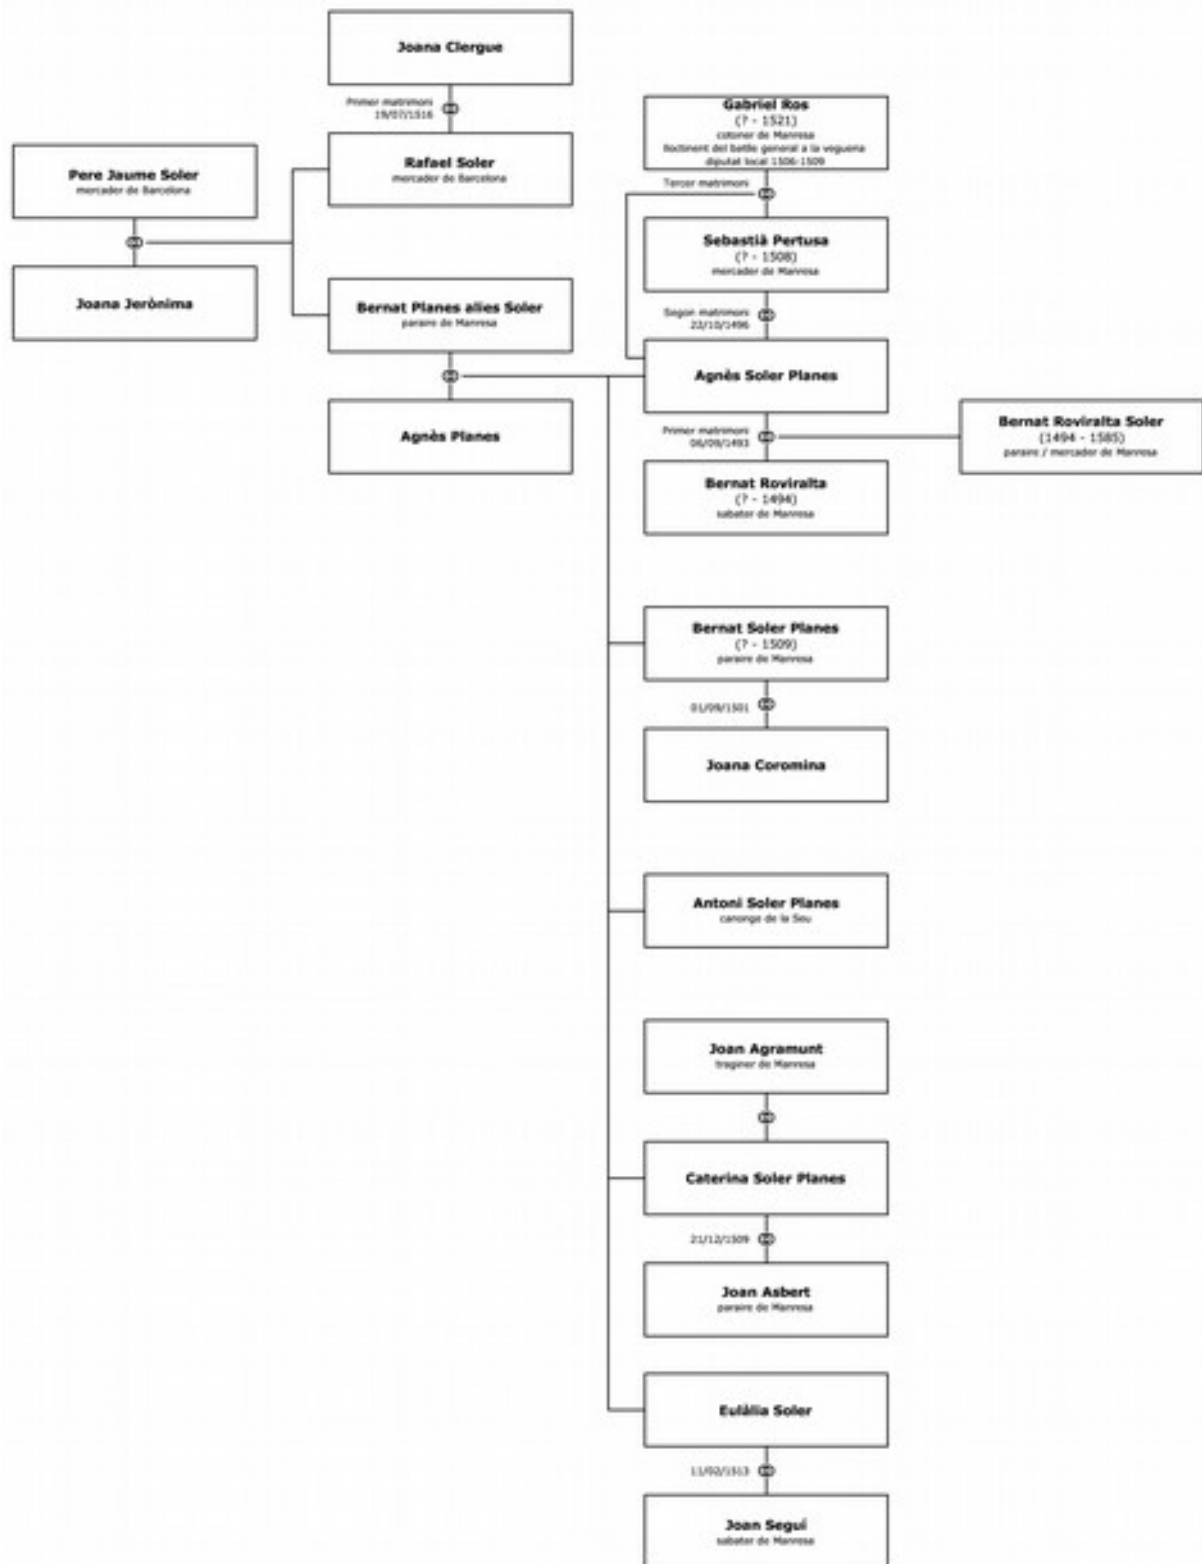 Joana Clergue
Primer matrimoni
19/07/1516
Rafael Soler
mercader de Barcelona
Pere Jaume Soler
mercader de Barcelona
Joana Jerònima
Bernat Planes alies Soler
paraire de Manresa
Agnès Planes
Gabriel Ros
(? - 1521)
cotoner de Manresa
lloctinent del batlle general a la vegueria
diputat local 1506-1509
Tercer matrimoni
Sebastià Pertusa
(? - 1508)
mercader de Manresa
Segon matrimoni
22/10/1496
Agnès Soler Planes
Primer matrimoni
06/09/1493
Bernat Roviralta
(? - 1494)
sabater de Manresa
Bernat Roviralta Soler
(1494 - 1585)
paraire / mercader de Manresa
Bernat Soler Planes
(? - 1509)
paraire de Manresa
01/09/1501
Joana Coromina
Antoni Soler Planes
canonge de la Seu
Joan Agramunt
traginer de Manresa
Caterina Soler Planes
21/12/1509
Joan Asbert
paraire de Manresa
Eulàlia Soler
11/02/1513
Joan Seguí
sabater de Manresa